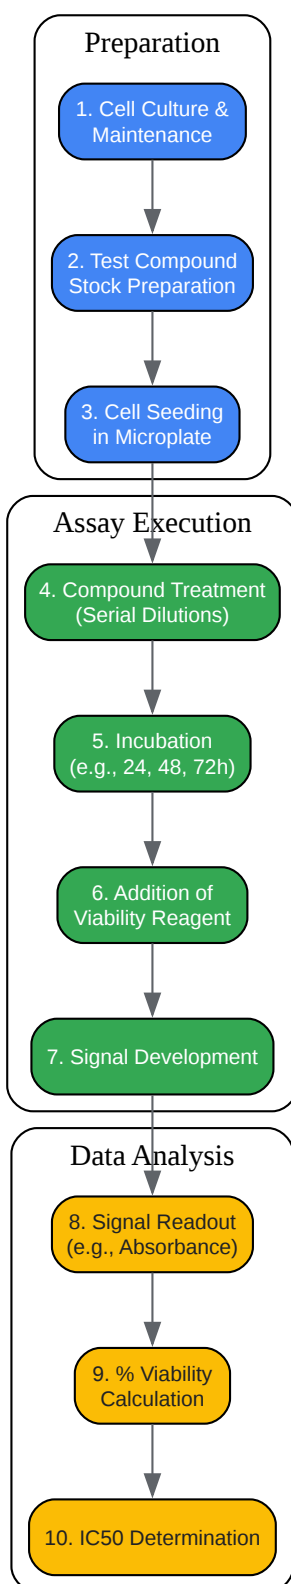 Preparation
1. Cell Culture &
Maintenance
2. Test Compound
Stock Preparation
3. Cell Seeding
in Microplate
Assay Execution
4. Compound Treatment
(Serial Dilutions)
5. Incubation
(e.g., 24, 48, 72h)
6. Addition of
Viability Reagent
7. Signal Development
Data Analysis
8. Signal Readout
(e.g., Absorbance)
9. % Viability
Calculation
10. IC50 Determination